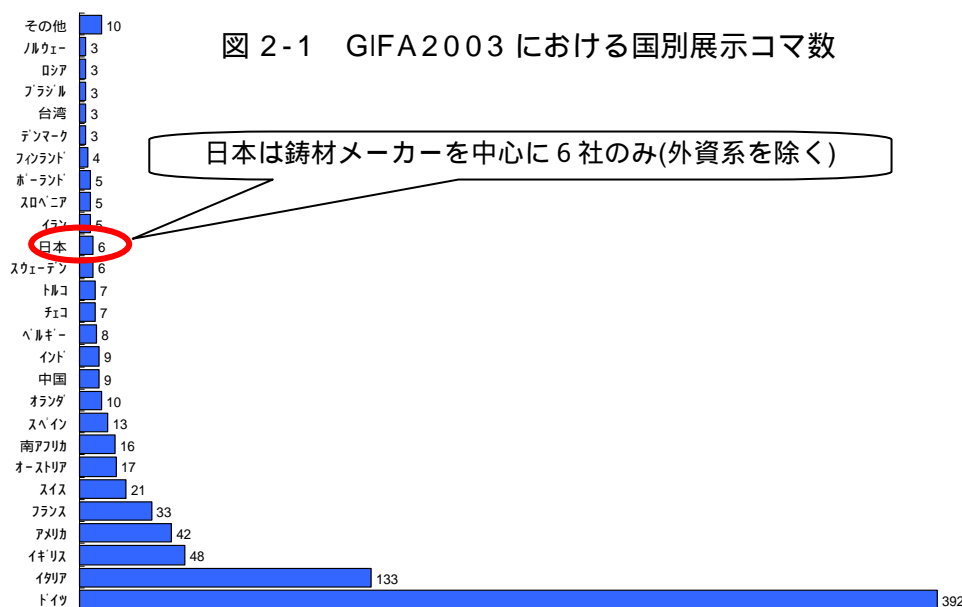 図 2-1 GIFA2003 における国別展示コマ数
日本は鋳材メーカーを中心に 6 社のみ(外資系を除く)
その他 10
ﾉﾙｳｪｰ 3
ﾛｼｱ 3
ﾌﾞﾗｼﾞﾙ 3
台湾 3
ﾃﾞﾝﾏｰｸ 3
ﾌｨﾝﾗﾝﾄﾞ 4
ﾎﾟｰﾗﾝﾄﾞ 5
ｽﾛﾍﾞﾆｱ 5
ｲﾗﾝ 5
日本 6
ｽｳｪｰﾃﾞﾝ 6
ﾄﾙｺ 7
ﾁｪｺ 7
ﾍﾞﾙｷﾞｰ 8
ｲﾝﾄﾞ 9
中国 9
ｵﾗﾝﾀﾞ 10
ｽﾍﾟｲﾝ 13
南ｱﾌﾘｶ 16
ｵｰｽﾄﾘｱ 17
ｽｲｽ 21
ﾌﾗﾝｽ 33
ｱﾒﾘｶ 42
ｲｷﾞﾘｽ 48
ｲﾀﾘｱ 133
ﾄﾞｲﾂ 392